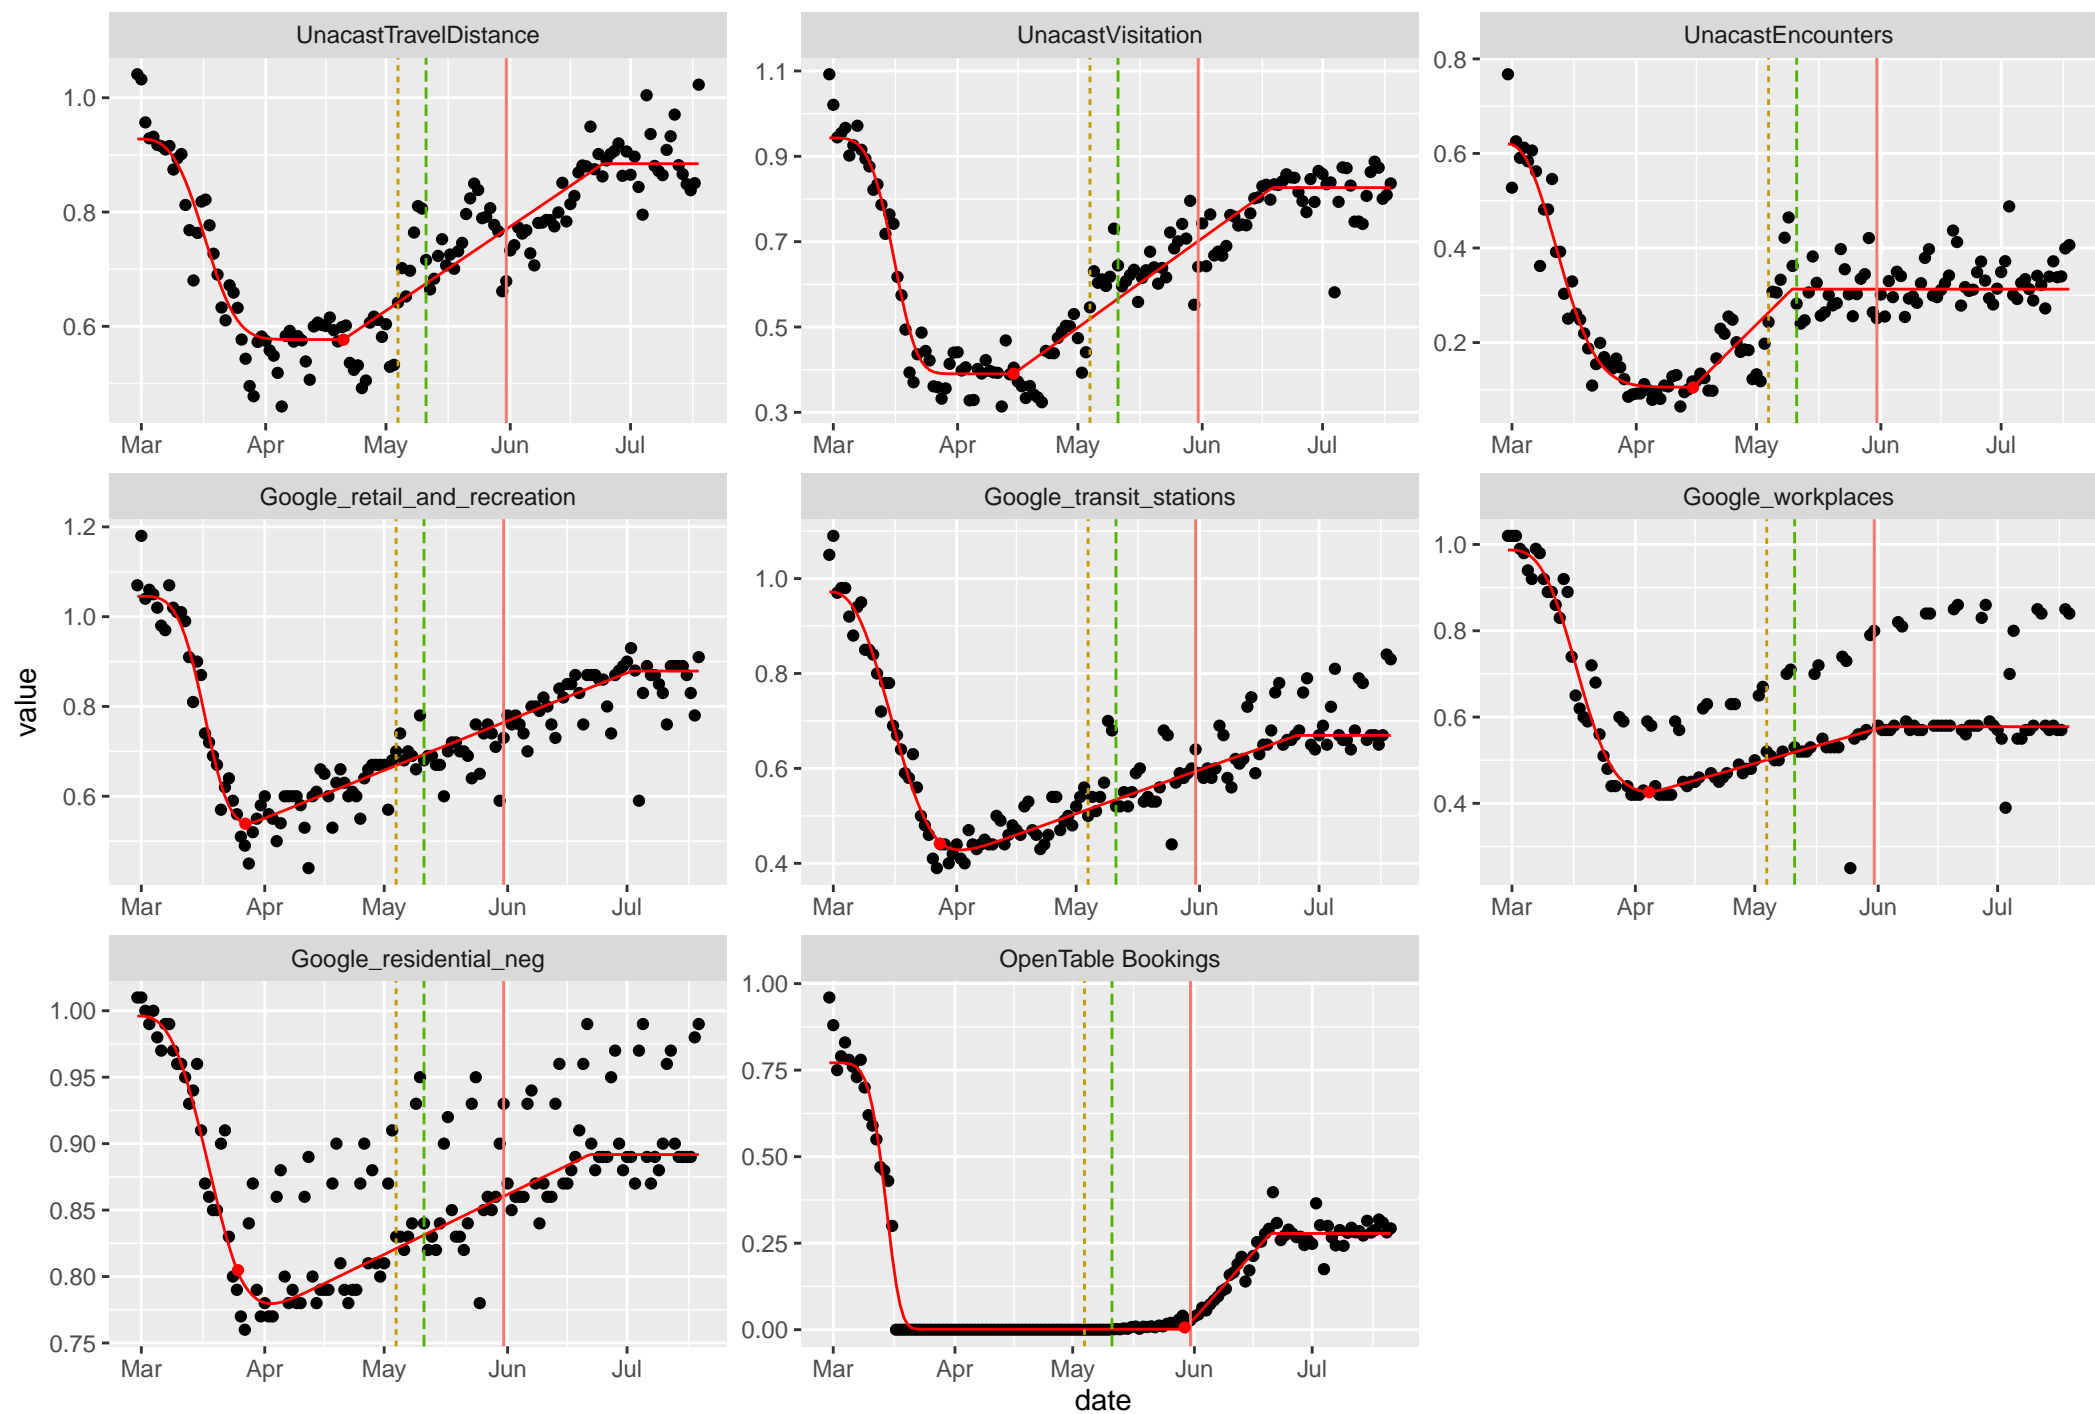 UnacastTravelDistance
UnacastVisitation
UnacastEncounters
1.0
0.8
0.6
1.1
0.9
0.7
0.5
0.3
0.8
0.6
0.4
0.2
Mar Apr May Jun Jul
Mar Apr May Jun Jul
Mar Apr May Jun Jul
Google_retail_and_recreation
Google_transit_stations
Google_workplaces
1.2
1.0
0.8
0.6
1.0
0.8
0.6
0.4
1.0
0.8
0.6
0.4
value
Mar Apr May Jun Jul
Mar Apr May Jun Jul
Mar Apr May Jun Jul
Google_residential_neg
OpenTable Bookings
1.00
0.95
0.90
0.85
0.80
0.75
1.00
0.75
0.50
0.25
0.00
Mar Apr May Jun Jul
Mar Apr May Jun Jul
date